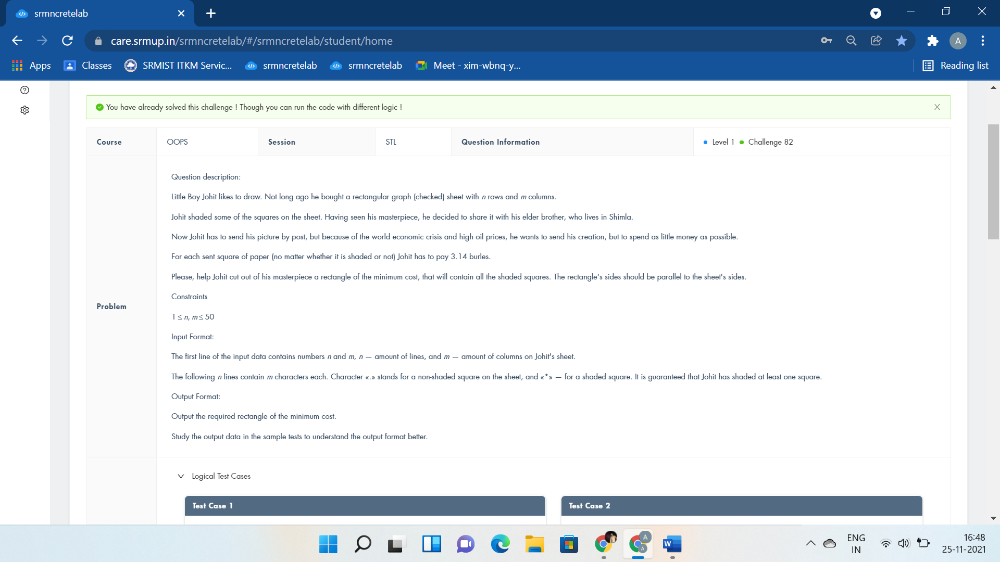 srmncretelab
care.srmup.in/srmncretelab/#/srmncretelab/student/home
A
Apps
Classes
SRMIST ITKM Servic...
srmncretelab
srmncretelab
Meet - xim-wbnq-y...
Reading list
You have already solved this challenge ! Though you can run the code with different logic !
Course
OOPS
Session
STL
Question Information
Level 1
Challenge 82
Problem
Question description:
Little Boy Johit likes to draw. Not long ago he bought a rectangular graph (checked) sheet with n rows and m columns.
Johit shaded some of the squares on the sheet. Having seen his masterpiece, he decided to share it with his elder brother, who lives in Shimla.
Now Johit has to send his picture by post, but because of the world economic crisis and high oil prices, he wants to send his creation, but to spend as little money as possible.
For each sent square of paper (no matter whether it is shaded or not) Johit has to pay 3.14 burles.
Please, help Johit cut out of his masterpiece a rectangle of the minimum cost, that will contain all the shaded squares. The rectangle's sides should be parallel to the sheet's sides.
Constraints
1 ≤ n, m ≤ 50
Input Format:
The first line of the input data contains numbers n and m, n — amount of lines, and m — amount of columns on Johit's sheet.
The following n lines contain m characters each. Character «.» stands for a non-shaded square on the sheet, and «*» — for a shaded square. It is guaranteed that Johit has shaded at least one square.
Output Format:
Output the required rectangle of the minimum cost.
Study the output data in the sample tests to understand the output format better.
Logical Test Cases
Test Case 1
Test Case 2
A
A
W
ENG
IN
16:48
25-11-2021